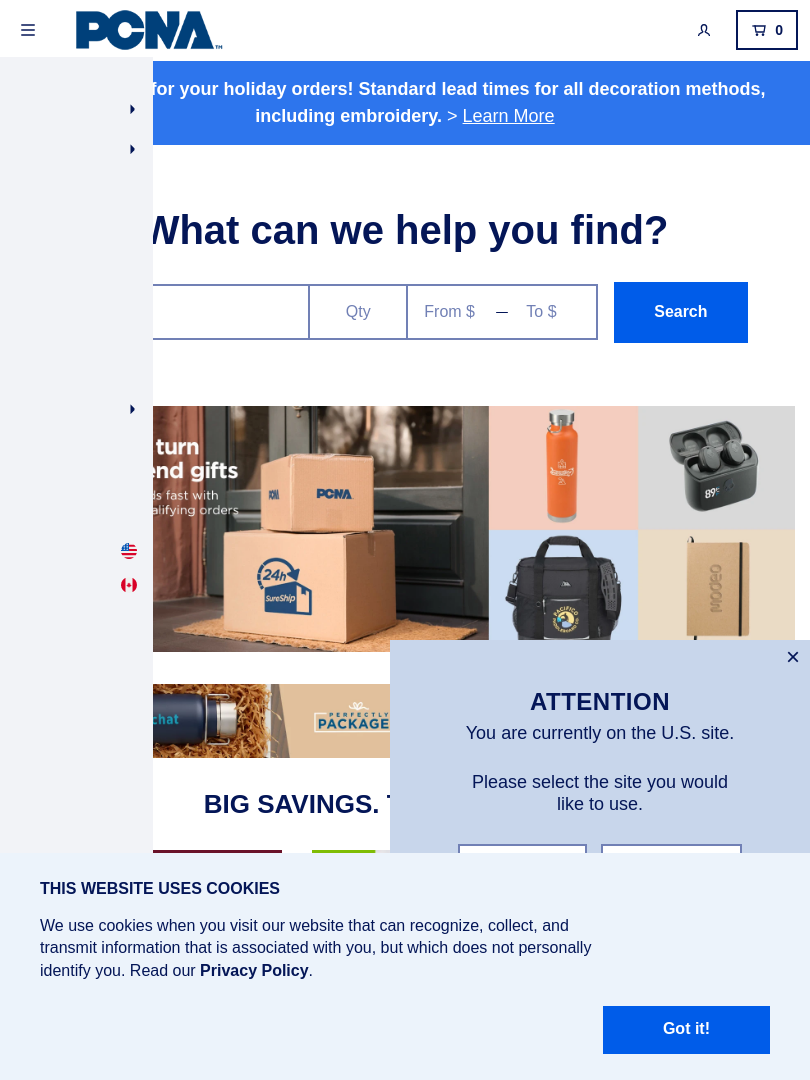 PCNA™
0
for your holiday orders! Standard lead times for all decoration methods,
including embroidery. > Learn More
What can we help you find?
Qty
From $
—
To $
Search
turn
end gifts
ds fast with
alifying orders
PCNA
24h
SureShip
MODEO
PACIFICO
chat
PERFECTLY
PACKAGE
BIG SAVINGS.
×
ATTENTION
You are currently on the U.S. site.
Please select the site you would
like to use.
THIS WEBSITE USES COOKIES
We use cookies when you visit our website that can recognize, collect, and
transmit information that is associated with you, but which does not personally
identify you. Read our Privacy Policy.
Got it!